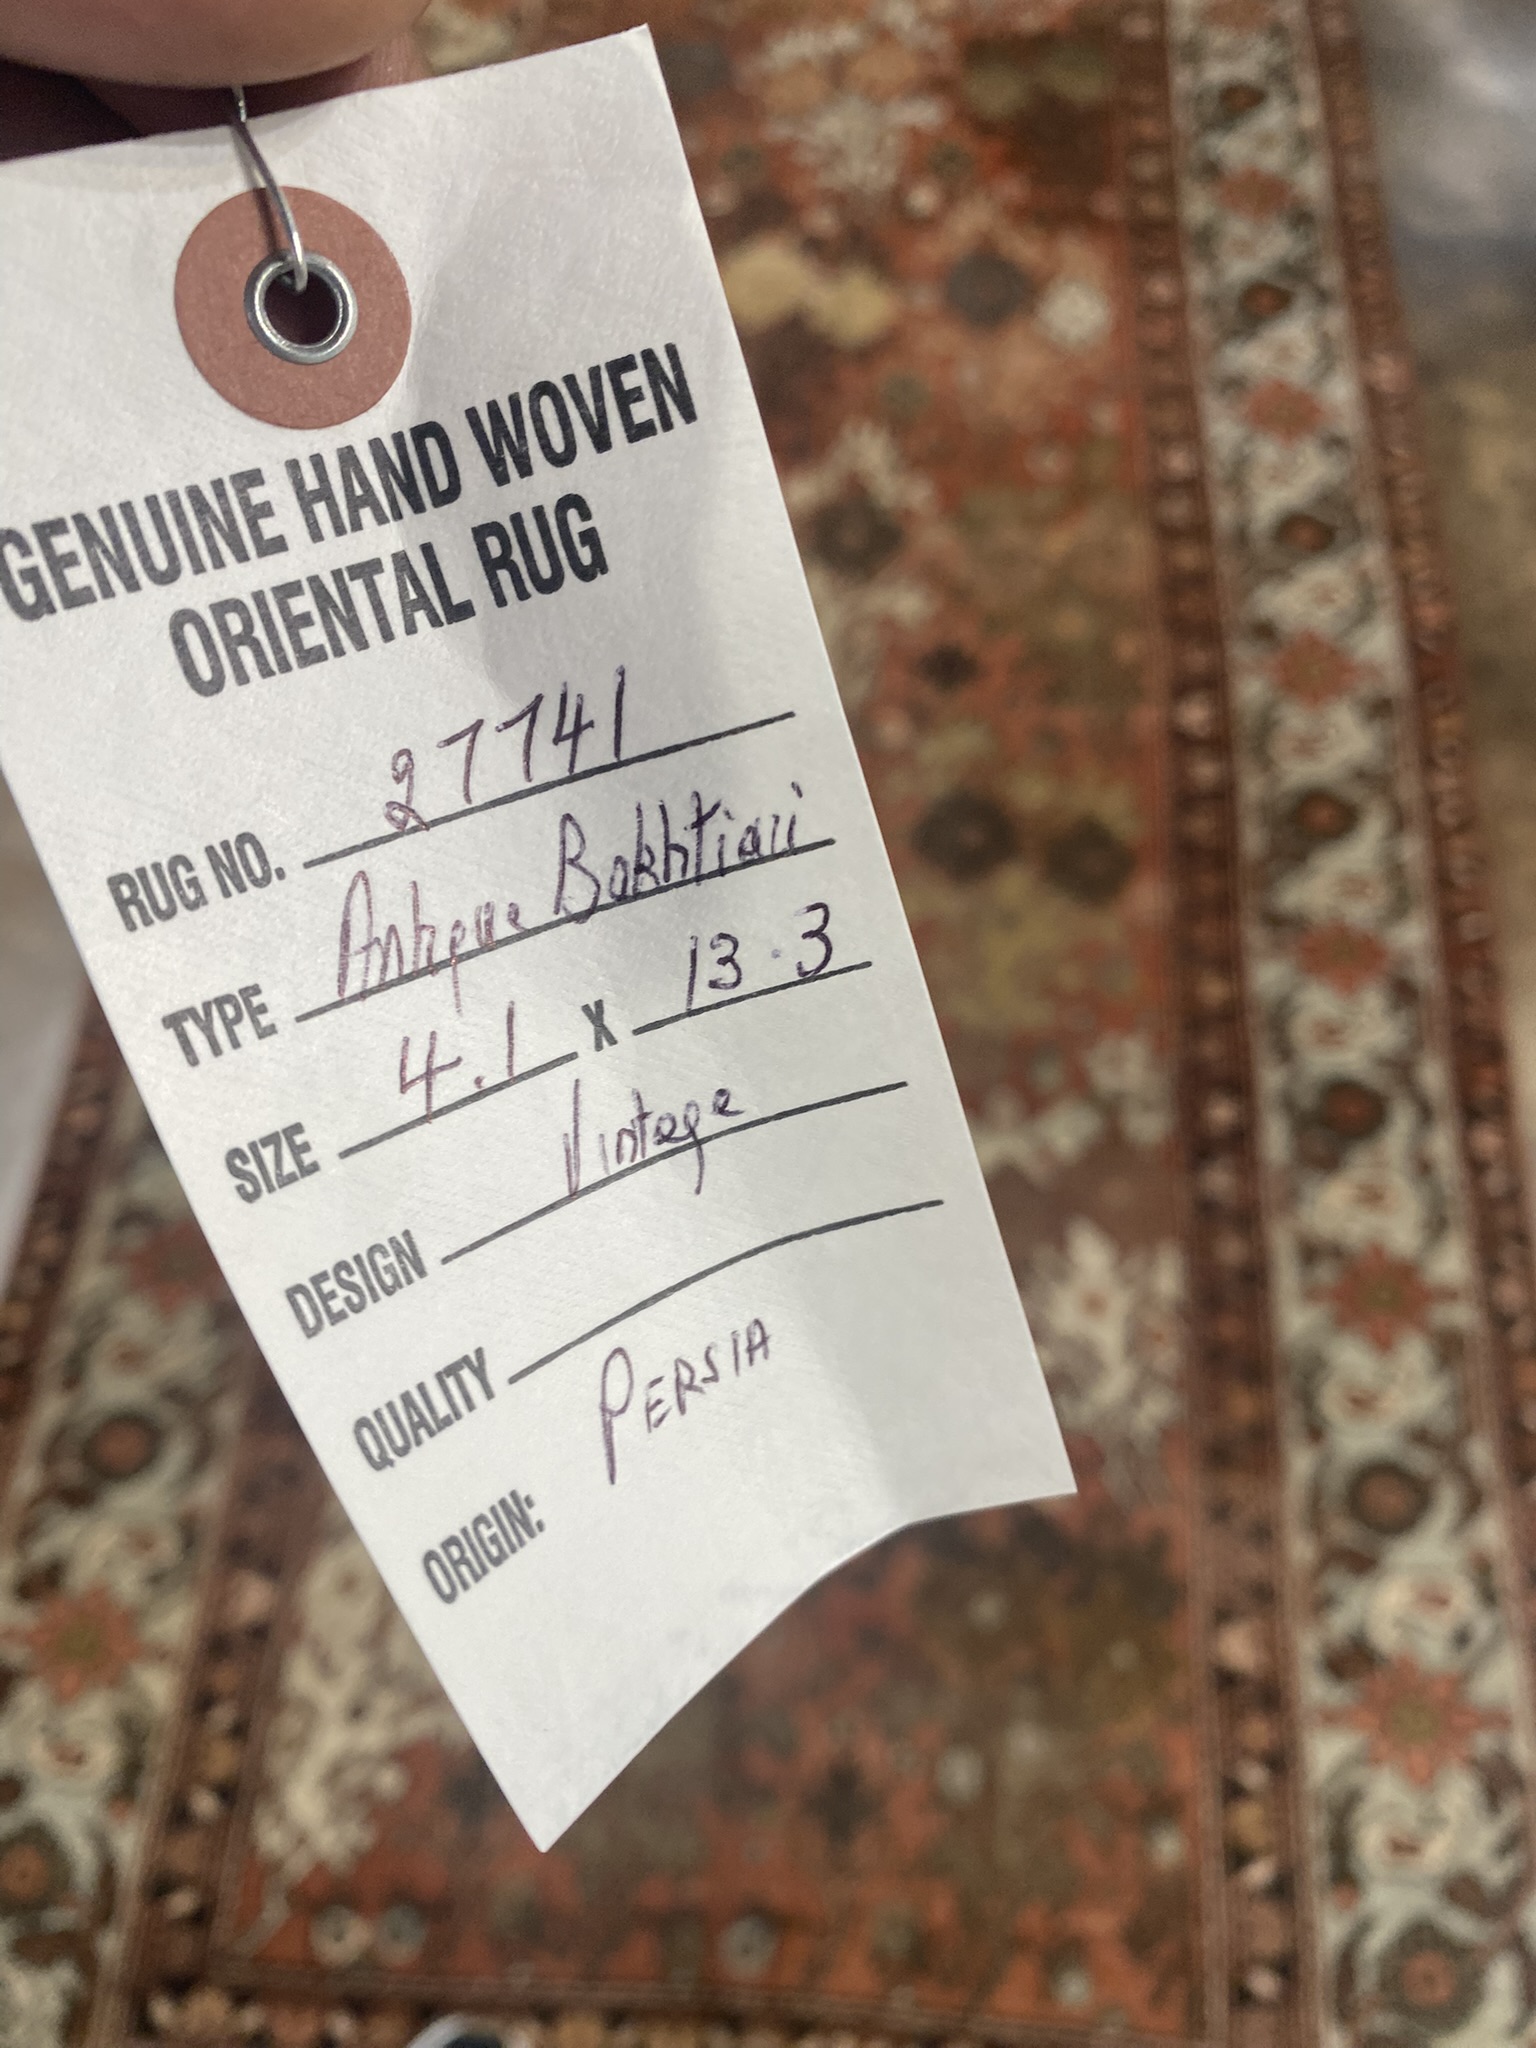 GENUINE HAND WOVEN
ORIENTAL RUG
RUG NO. 27741
TYPE Antique Bakhtiari
SIZE 4.1 X 13.3
DESIGN Vintage
QUALITY
ORIGIN: PERSIA